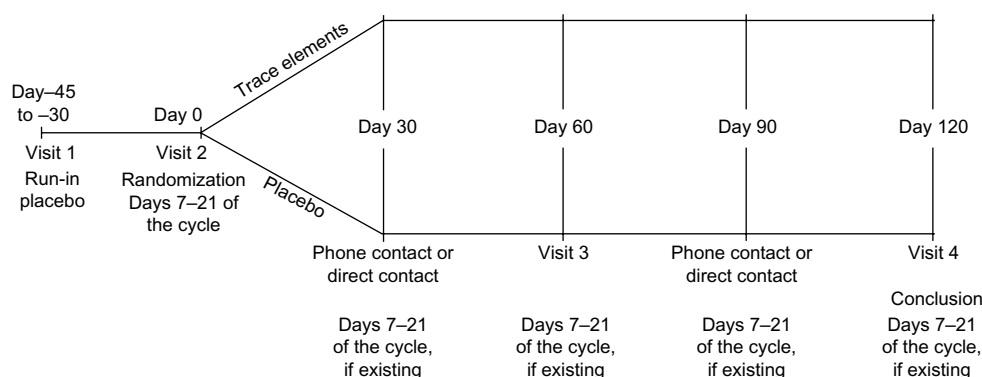 Trace elements
Day–45
to –30
Day 0
Day 30
Day 60
Day 90
Day 120
Visit 1
Visit 2
Run-in
placebo
Randomization
Days 7–21 of
the cycle
Placebo
Phone contact or
direct contact
Visit 3
Phone contact or
direct contact
Visit 4
Conclusion
Days 7–21
of the cycle,
if existing
Days 7–21
of the cycle,
if existing
Days 7–21
of the cycle,
if existing
Days 7–21
of the cycle,
if existing